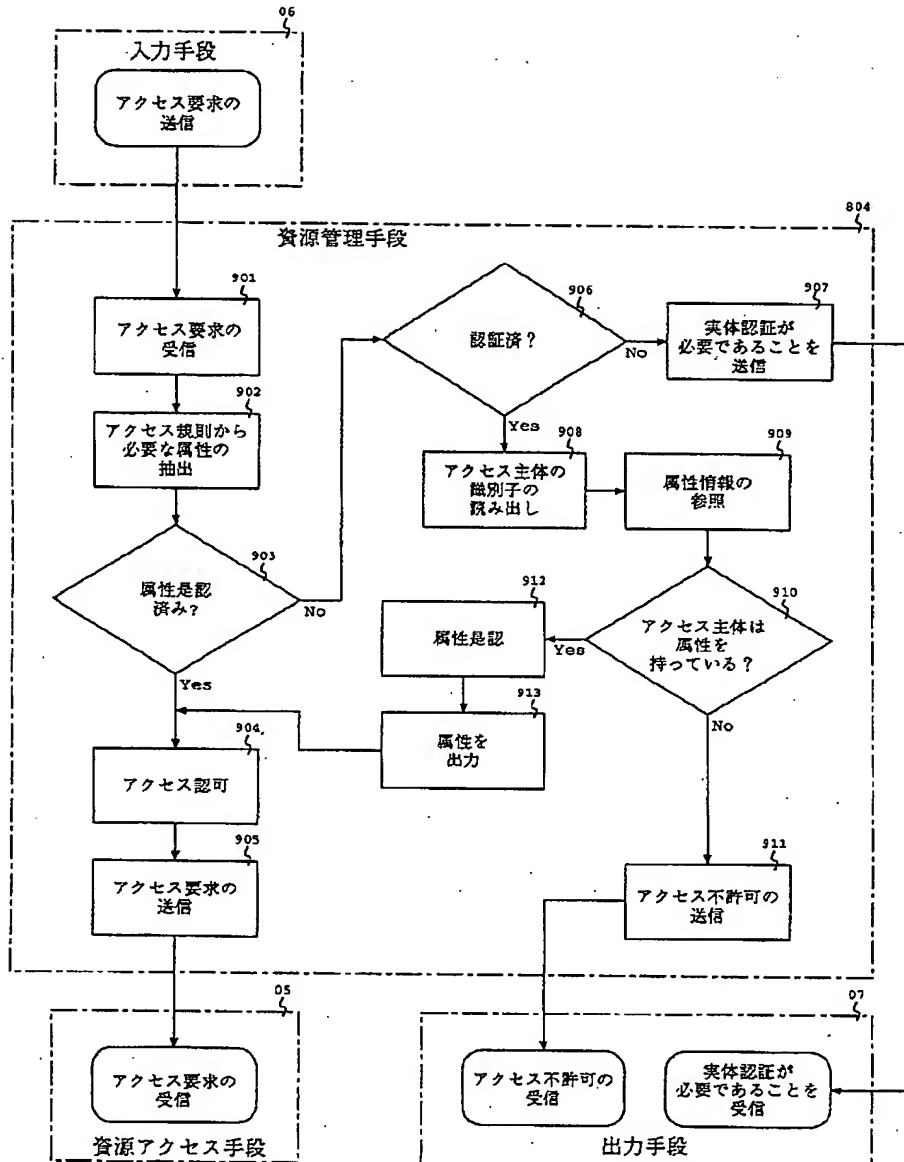 06
入力手段
アクセス要求の
送信
804
資源管理手段
901
アクセス要求の
受信
902
アクセス規則から
必要な属性の
抽出
903
属性是認
済み?
No
Yes
904
アクセス認可
905
アクセス要求の
送信
906
認証済?
No
Yes
907
実体認証が
必要であることを
送信
908
アクセス主体の
識別子の
読み出し
909
属性情報の
参照
910
アクセス主体は
属性を
持っている?
Yes
No
912
属性是認
913
属性を
出力
911
アクセス不許可の
送信
05
アクセス要求の
受信
資源アクセス手段
07
アクセス不許可の
受信
実体認証が
必要であることを
受信
出力手段